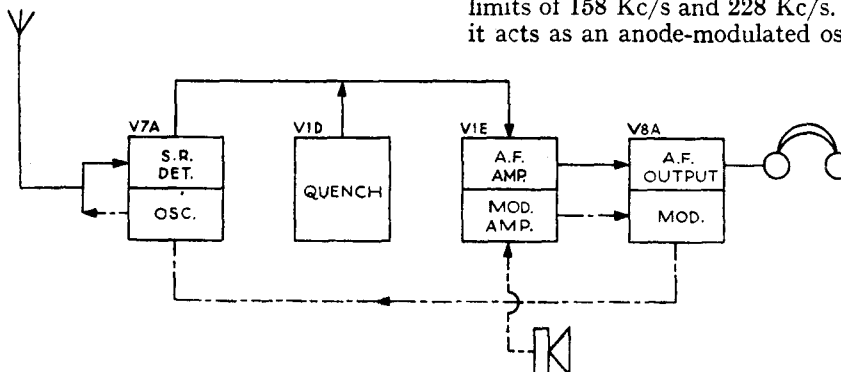 limits of 158 Kc/s and 228 Kc/s.
it acts as an anode-modulated os
V7A
V1D
V1E
V8A
S.R.
DET.
OSC.
QUENCH
A.F.
AMP.
MOD.
AMP.
A.F.
OUTPUT
MOD.